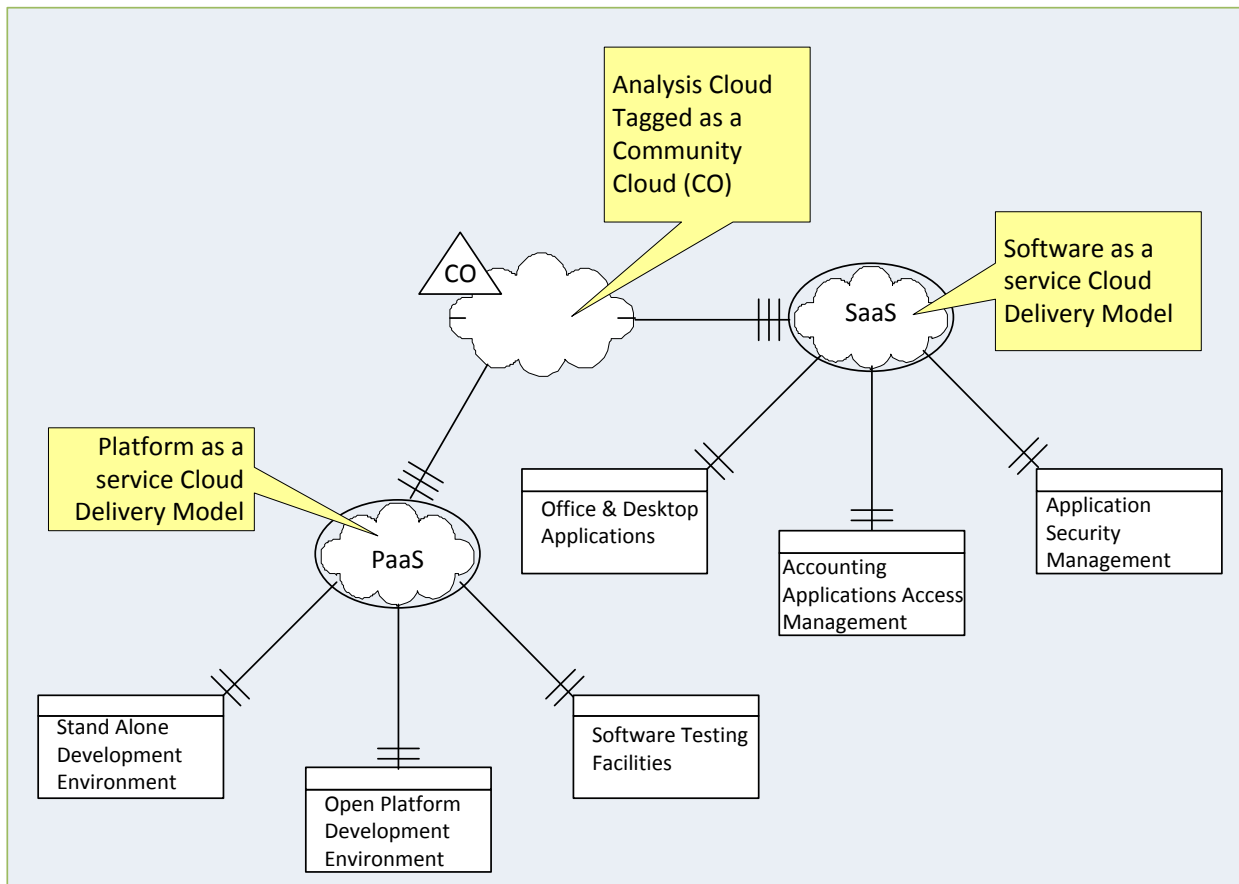 Analysis Cloud
Tagged as a
Community
Cloud (CO)
CO
SaaS
Software as a
service Cloud
Delivery Model
Platform as a
service Cloud
Delivery Model
PaaS
Office & Desktop
Applications
Accounting
Applications Access
Management
Application
Security
Management
Stand Alone
Development
Environment
Open Platform
Development
Environment
Software Testing
Facilities